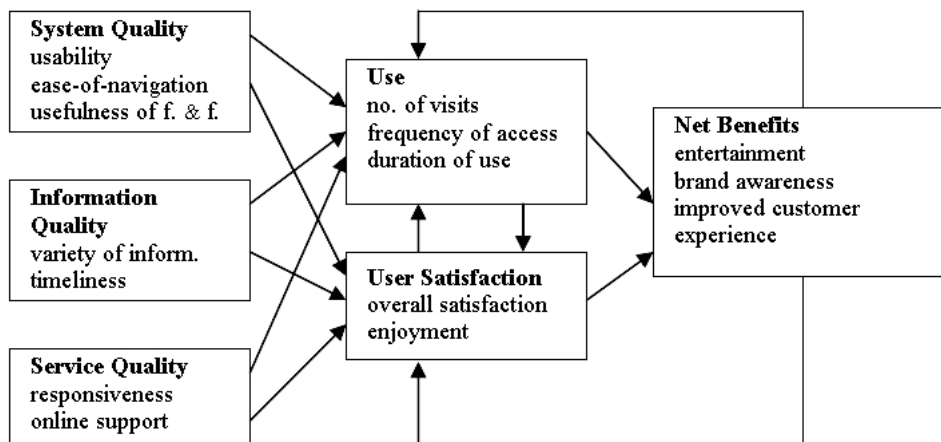 System Quality
usability
ease-of-navigation
usefulness of f. & f.
Information
Quality
variety of inform.
timeliness
Service Quality
responsiveness
online support
Use
no. of visits
frequency of access
duration of use
User Satisfaction
overall satisfaction
enjoyment
Net Benefits
entertainment
brand awareness
improved customer
experience